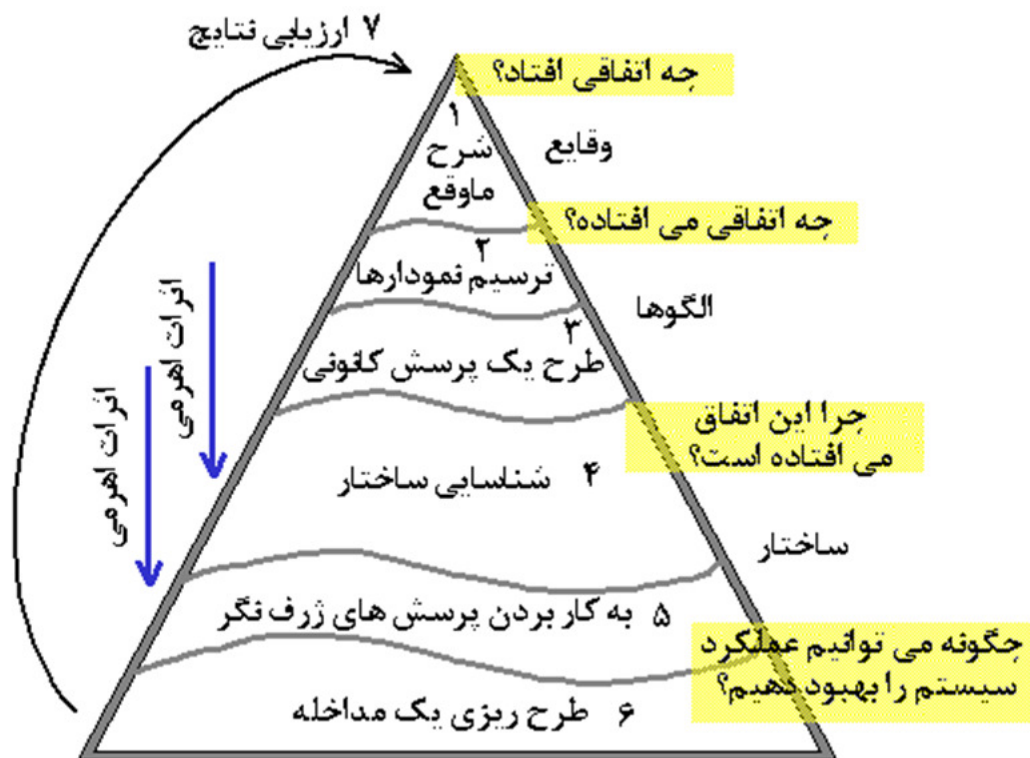 ۷ ارزیابی نتایج
چه اتفاقی افتاد؟
۱
شرح
ماوقع
وقایع
چه اتفاقی می افتاده؟
۲
ترسیم نمودارها
الگوها
۳
طرح یک پرسش کانونی
چرا این اتفاق
می افتاده است؟
اثرات اهرمی
اثرات اهرمی
۴ شناسایی ساختار
ساختار
۵ به کار بردن پرسش های ژرف نگر
چگونه می توانیم عملکرد
سیستم را بهبود دهیم؟
۶ طرح ریزی یک مداخله